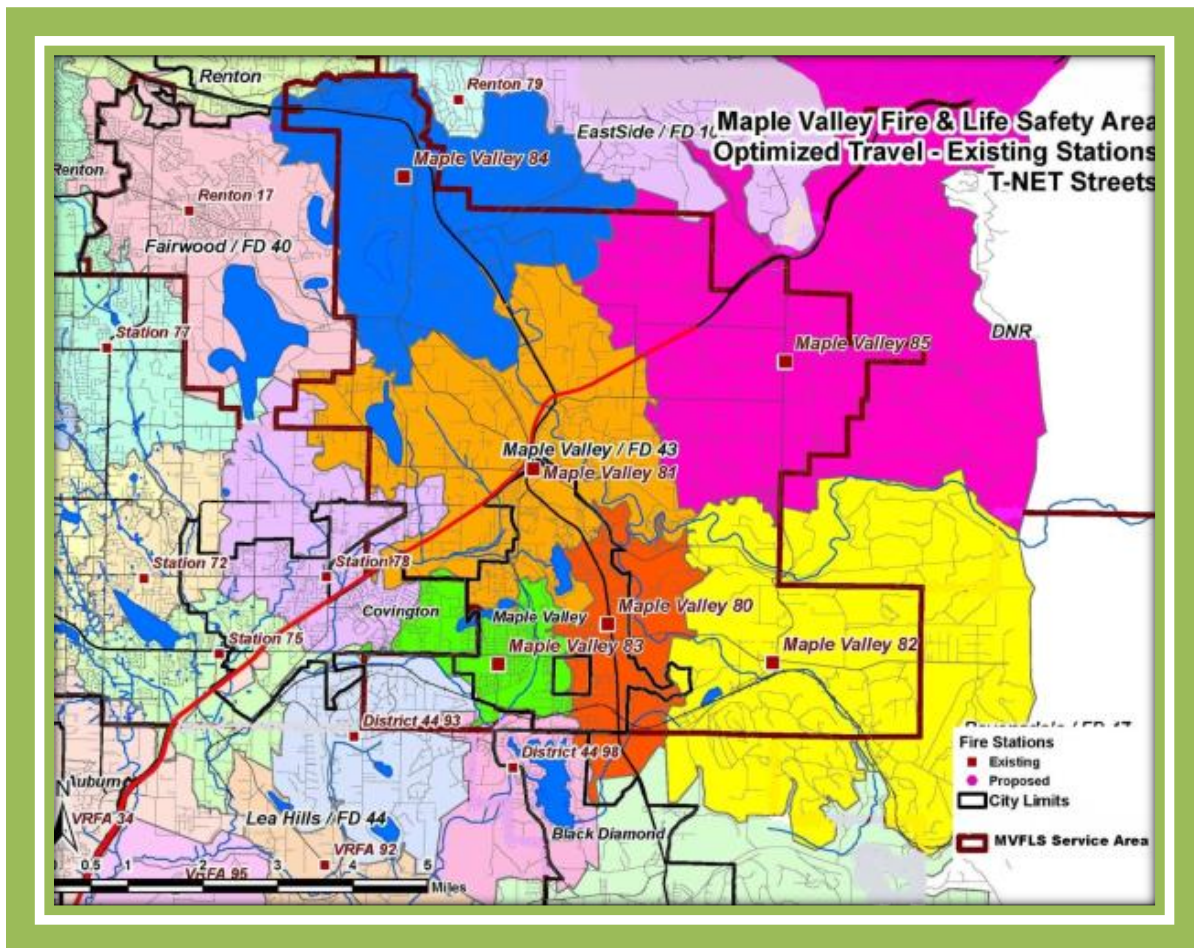 Renton
Renton 79
EastSide / FD 10
Maple Valley Fire & Life Safety Area
Optimized Travel - Existing Stations
T-NET Streets
Maple Valley 84
Renton
Renton 17
Fairwood / FD 40
Station 77
DNR
Maple Valley 85
Maple Valley / FD 43
Maple Valley 81
Station 72
Station 78
Covington
Maple Valley
Maple Valley 80
Station 75
Maple Valley 83
Maple Valley 82
District 44 93
District 44 98
Fire Stations
Existing
Proposed
City Limits
MVFLS Service Area
Auburn
N
VRFA 34
Lea Hills / FD 44
Black Diamond
VRFA 92
VRFA 95
0 0.5 1 2 3 4 5
Miles